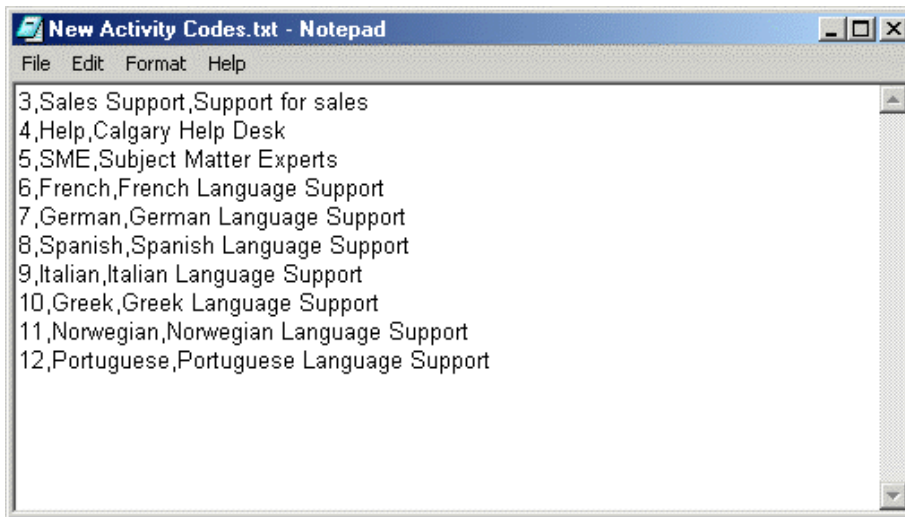 New Activity Codes.txt - Notepad
File Edit Format Help
3,Sales Support,Support for sales
4,Help,Calgary Help Desk
5,SME,Subject Matter Experts
6,French,French Language Support
7,German,German Language Support
8,Spanish,Spanish Language Support
9,Italian,Italian Language Support
10,Greek,Greek Language Support
11,Norwegian,Norwegian Language Support
12,Portuguese,Portuguese Language Support